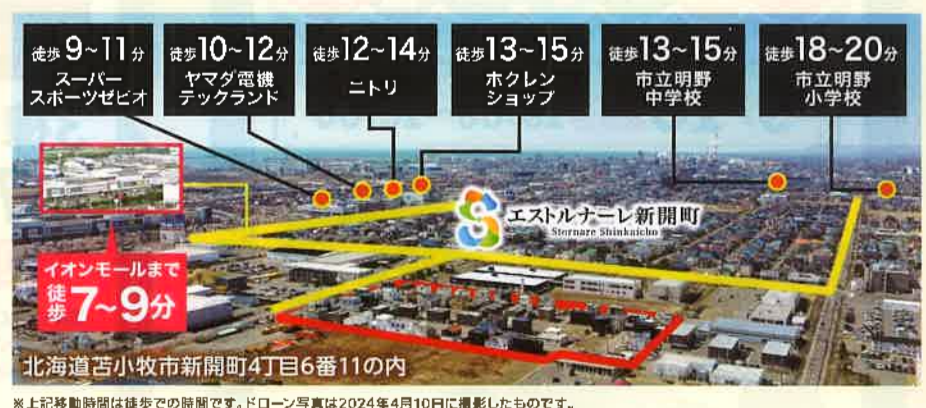 徒歩9~11分
スーパー
スポーツゼビオ
徒歩10~12分
ヤマダ電機
テックランド
徒歩12~14分
ニトリ
徒歩13~15分
ホクレン
ショップ
徒歩13~15分
市立明野
中学校
徒歩18~20分
市立明野
小学校
エストルナーレ新開町
Stornare Shinkaicho
イオンモールまで
徒歩7~9分
北海道苫小牧市新開町4丁目6番11の内
※上記移動時間は徒歩での時間です。ドローン写真は2024年4月10日に撮影したものです。